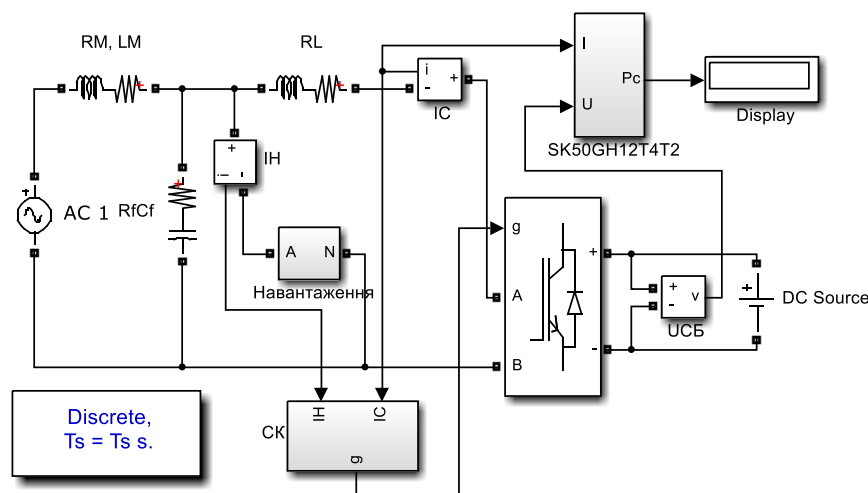 RM, LM
RL
i
+
-
IC
I
U
Pc
SK50GH12T4T2
Display
+
i
-
IH
+
AC 1
RfCf
A
N
Навантаження
g
A
B
+
-
+
-
v
UСБ
+
DC Source
Discrete,
Ts = Ts s.
СК
IH
IC
g